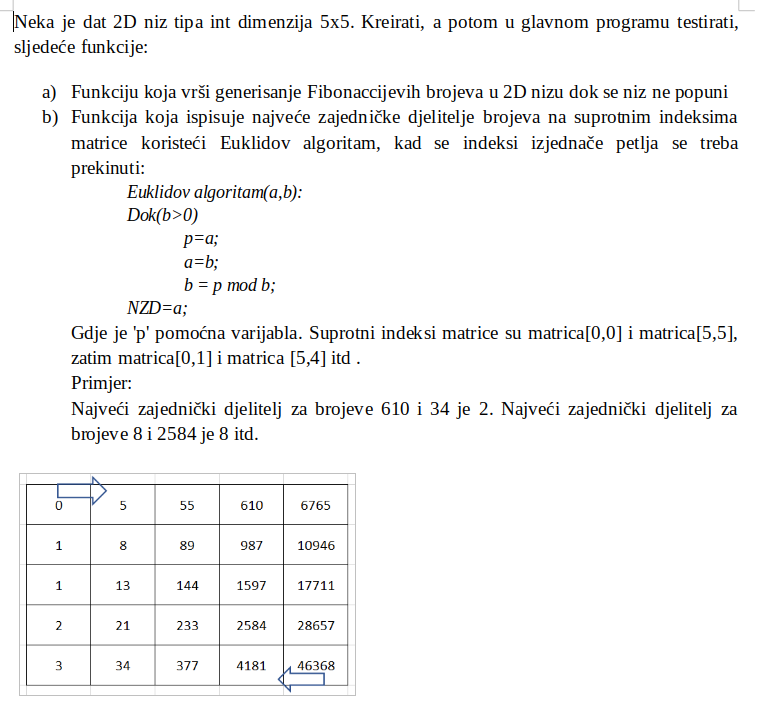 Neka je dat 2D niz tipa int dimenzija 5x5. Kreirati, a potom u glavnom programu testirati,
sljedeće funkcije:
a) Funkciju koja vrši generisanje Fibonaccijevih brojeva u 2D nizu dok se niz ne popuni
b) Funkcija koja ispisuje najveće zajedničke djelitelje brojeva na suprotnim indeksima
matrice koristeći Euklidov algoritam, kad se indeksi izjednače petlja se treba
prekinuti:
Euklidov algoritam(a,b):
Dok(b>0)
p=a;
a=b;
b = p mod b;
NZD=a;
Gdje je 'p' pomoćna varijabla. Suprotni indeksi matrice su matrica[0,0] i matrica[5,5],
zatim matrica[0,1] i matrica [5,4] itd .
Primjer:
Najveći zajednički djelitelj za brojeve 610 i 34 je 2. Najveći zajednički djelitelj za
brojeve 8 i 2584 je 8 itd.
0 5 55 610 6765
1 8 89 987 10946
1 13 144 1597 17711
2 21 233 2584 28657
3 34 377 4181 46368